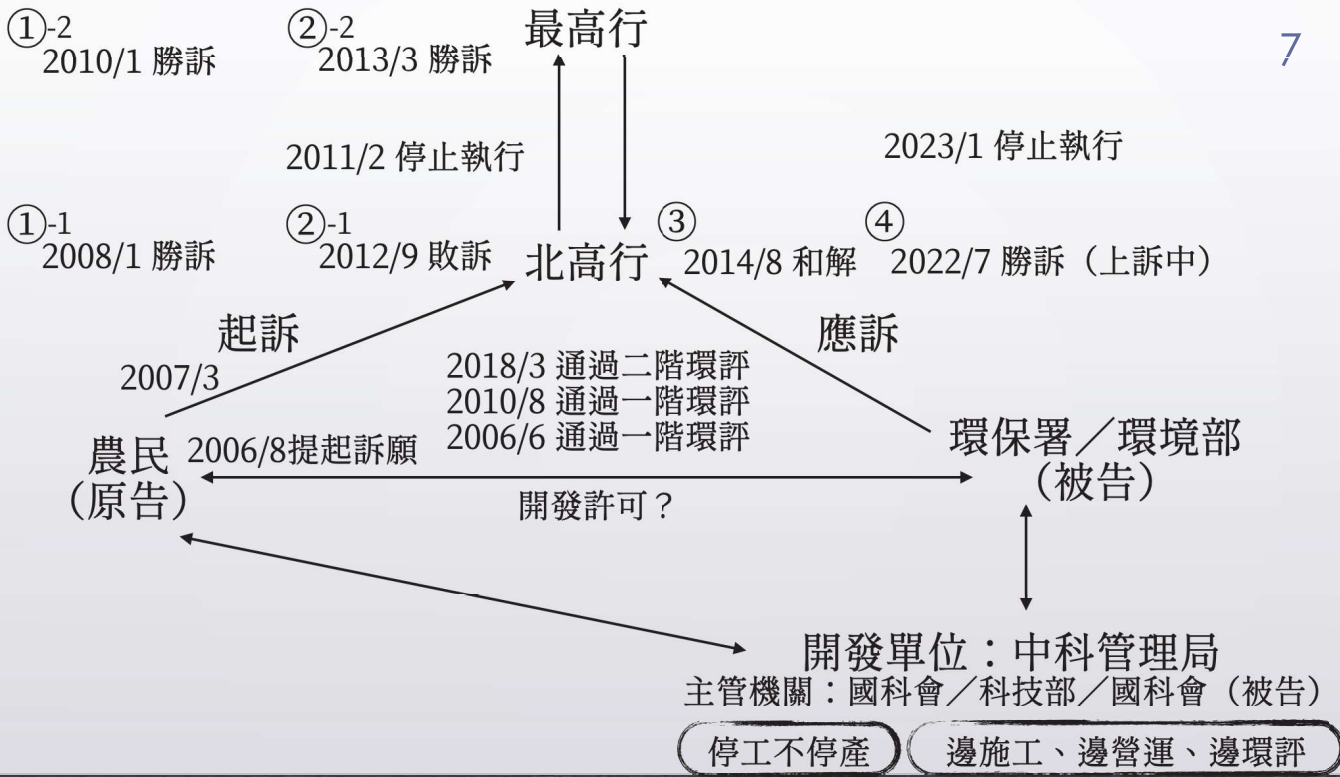 ①-2
2010/1 勝訴
②-2
2013/3 勝訴
最高行
7
2011/2 停止執行
2023/1 停止執行
①-1
2008/1 勝訴
②-1
2012/9 敗訴
北高行
③
2014/8 和解
④
2022/7 勝訴（上訴中）
起訴
2007/3
應訴
2018/3 通過二階環評
2010/8 通過一階環評
2006/6 通過一階環評
農民
（原告）
2006/8提起訴願
開發許可？
環保署／環境部
（被告）
開發單位：中科管理局
主管機關：國科會／科技部／國科會（被告）
停工不停產
邊施工、邊營運、邊環評